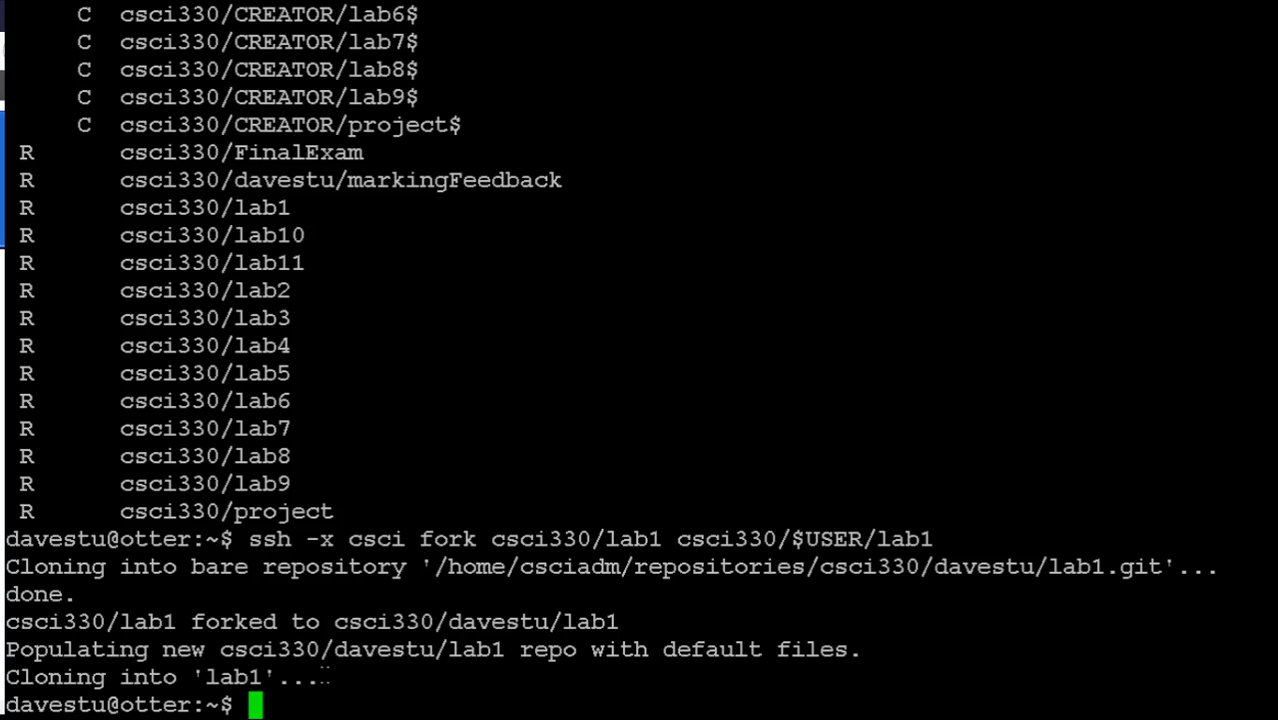 C csci330/CREATOR/lab6$
C csci330/CREATOR/lab7$
C csci330/CREATOR/lab8$
C csci330/CREATOR/lab9$
C csci330/CREATOR/project$
R csci330/FinalExam
R csci330/davestu/markingFeedback
R csci330/lab1
R csci330/lab10
R csci330/lab11
R csci330/lab2
R csci330/lab3
R csci330/lab4
R csci330/lab5
R csci330/lab6
R csci330/lab7
R csci330/lab8
R csci330/lab9
R csci330/project
davestu@otter:~$ ssh -x csci fork csci330/lab1 csci330/$USER/lab1
Cloning into bare repository '/home/csciadm/repositories/csci330/davestu/lab1.git'...
done.
csci330/lab1 forked to csci330/davestu/lab1
Populating new csci330/davestu/lab1 repo with default files.
Cloning into 'lab1'...
davestu@otter:~$